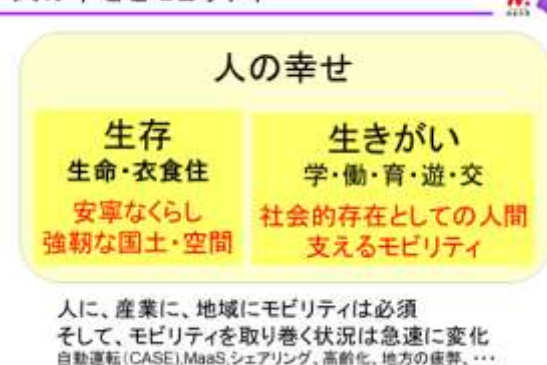 人の幸せ
生存
生命・衣食住
安寧なくらし
強靭な国土・空間
生きがい
学・働・育・遊・交
社会的存在としての人間
支えるモビリティ
人に、産業に、地域にモビリティは必須
そして、モビリティを取り巻く状況は急速に変化
自動運転(CASE),MaaS,シェアリング、高齢化、地方の疲弊、・・・